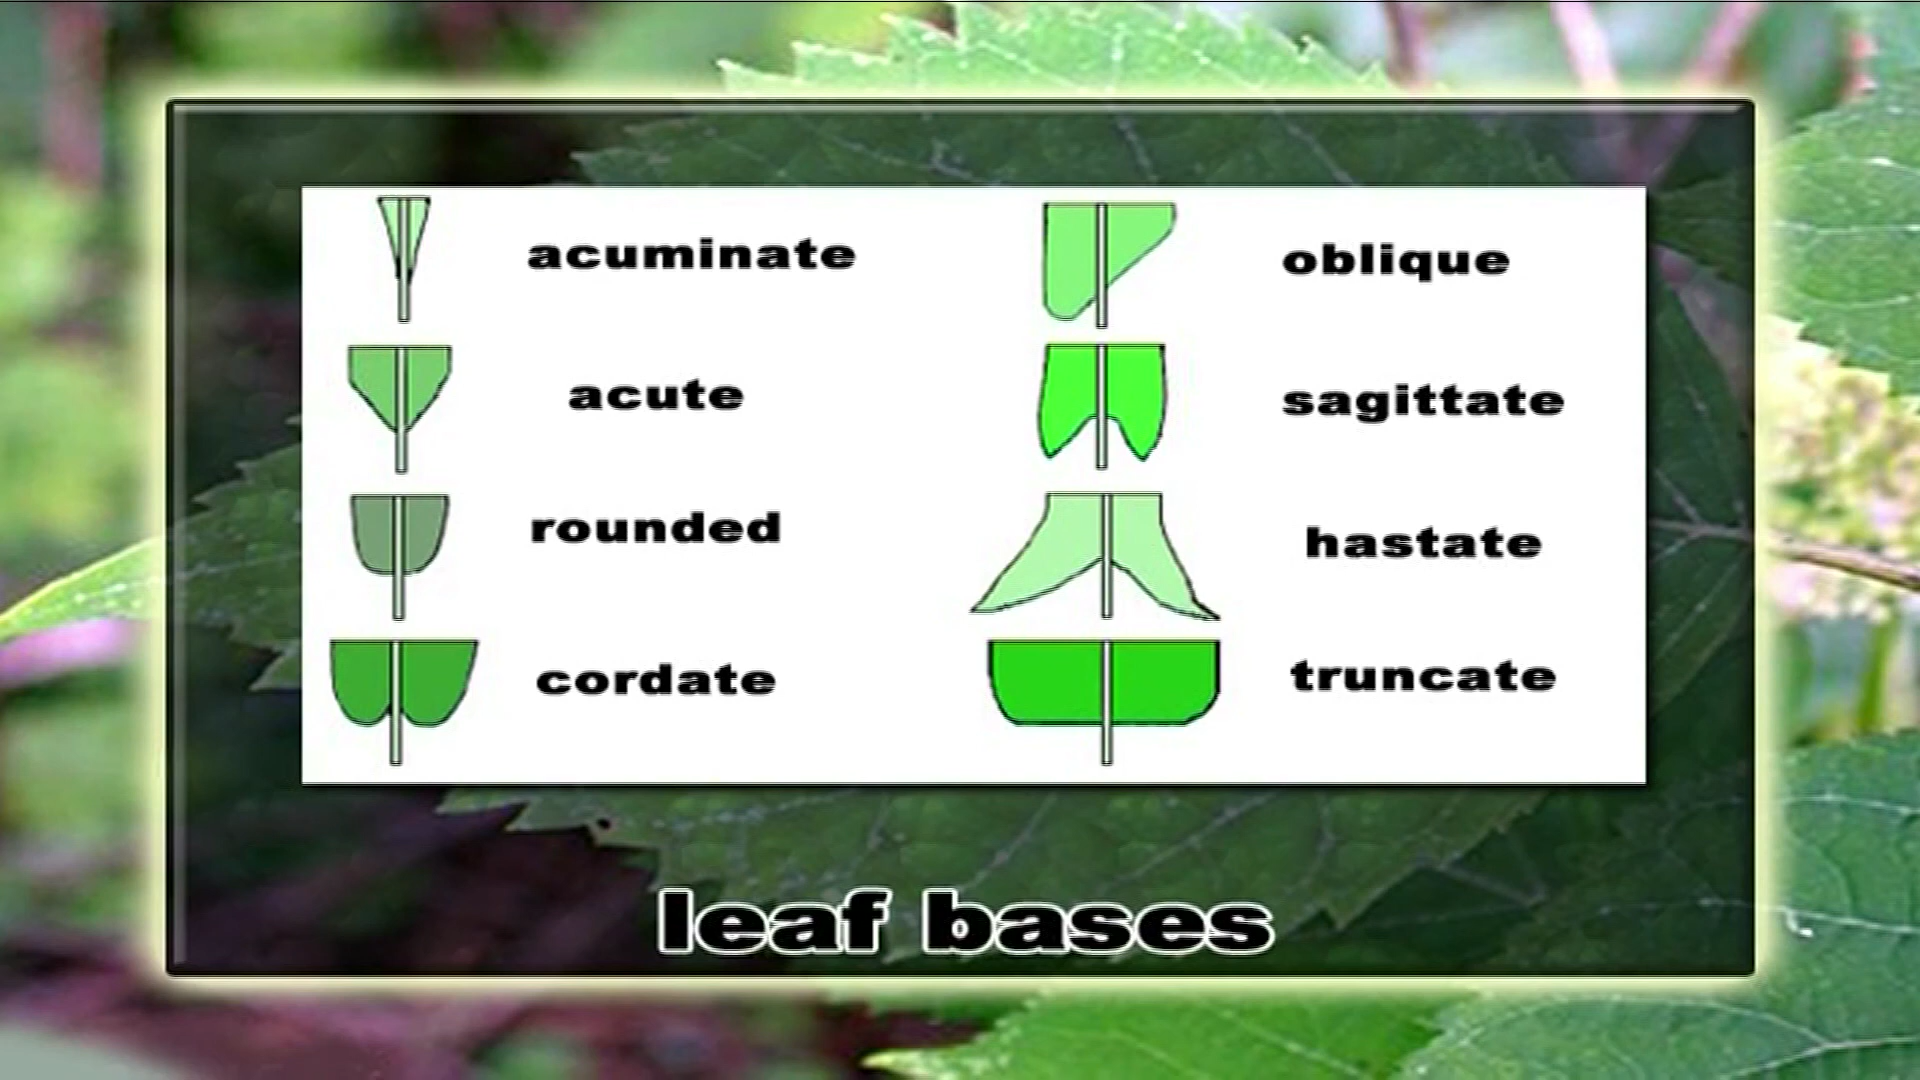 acuminate
acute
rounded
cordate
oblique
sagittate
hastate
truncate
leaf bases